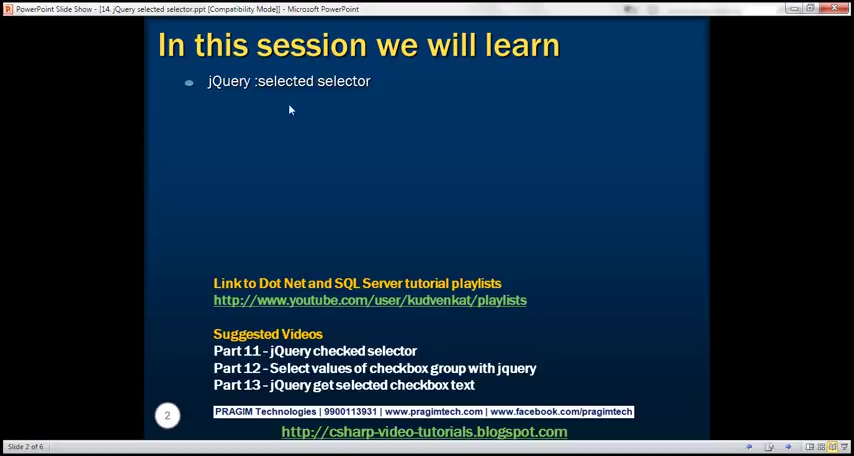 PowerPoint Slide Show - [14. jQuery selected selector.ppt [Compatibility Mode]] - Microsoft PowerPoint
In this session we will learn
jQuery :selected selector
Link to Dot Net and SQL Server tutorial playlists
http://www.youtube.com/user/kudvenkat/playlists
Suggested Videos
Part 11 - jQuery checked selector
Part 12 - Select values of checkbox group with jquery
Part 13 - jQuery get selected checkbox text
2
PRAGIM Technologies | 9900113931 | www.pragimtech.com | www.facebook.com/pragimtech
http://csharp-video-tutorials.blogspot.com
Slide 2 of 6